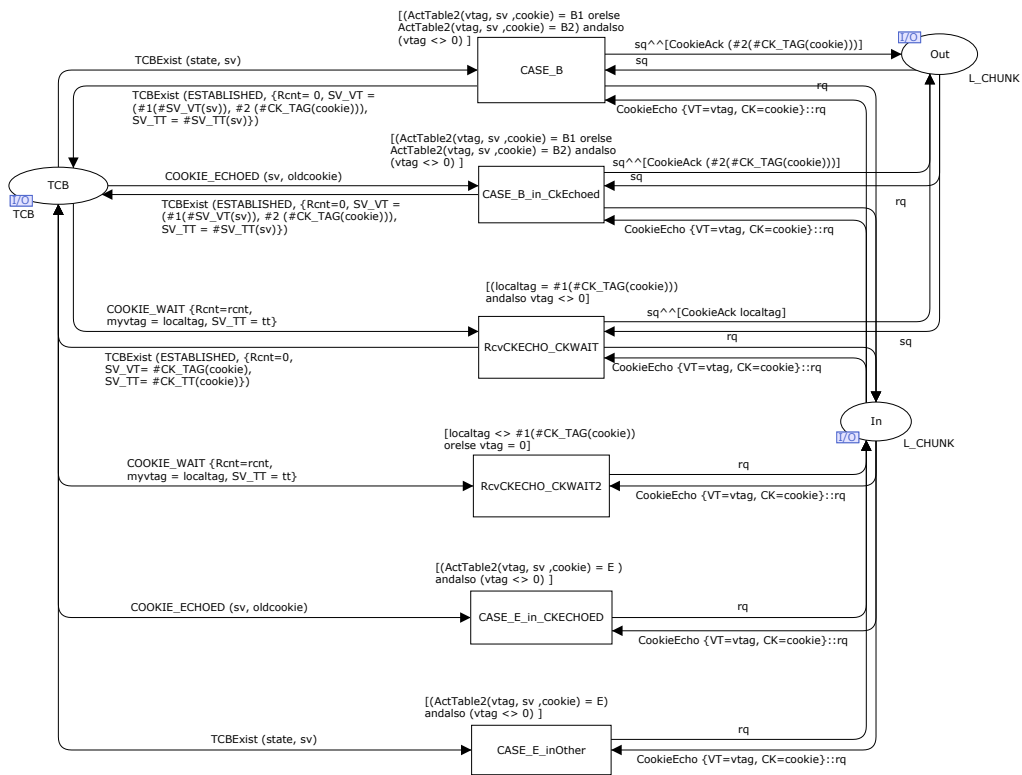 [(ActTable2(vtag, sv ,cookie) = B1 orelse
ActTable2(vtag, sv ,cookie) = B2) andalso
(vtag <> 0) ]
TCBExist (state, sv)
CASE_B
sq^^[CookieAck (#2(#CK_TAG(cookie)))]
sq
I/O
Out
L_CHUNK
TCBExist (ESTABLISHED, {Rcnt= 0, SV_VT =
(#1(#SV_VT(sv)), #2 (#CK_TAG(cookie))),
SV_TT = #SV_TT(sv)})
rq
CookieEcho {VT=vtag, CK=cookie}::rq
[(ActTable2(vtag, sv ,cookie) = B1 orelse
ActTable2(vtag, sv ,cookie) = B2) andalso
(vtag <> 0) ]
TCB
I/O
TCB
COOKIE_ECHOED (sv, oldcookie)
CASE_B_in_CkEchoed
sq^^[CookieAck (#2(#CK_TAG(cookie)))]
sq
TCBExist (ESTABLISHED, {Rcnt=0, SV_VT =
(#1(#SV_VT(sv)), #2 (#CK_TAG(cookie))),
SV_TT = #SV_TT(sv)})
rq
CookieEcho {VT=vtag, CK=cookie}::rq
[(localtag = #1(#CK_TAG(cookie)))
andalso vtag <> 0]
COOKIE_WAIT {Rcnt=rcnt,
myvtag = localtag, SV_TT = tt}
RcvCKECHO_CKWAIT
sq^^[CookieAck localtag]
rq
sq
TCBExist (ESTABLISHED, {Rcnt=0,
SV_VT= #CK_TAG(cookie),
SV_TT= #CK_TT(cookie)})
CookieEcho {VT=vtag, CK=cookie}::rq
In
I/O
L_CHUNK
[localtag <> #1(#CK_TAG(cookie))
orelse vtag = 0]
COOKIE_WAIT {Rcnt=rcnt,
myvtag = localtag, SV_TT = tt}
RcvCKECHO_CKWAIT2
rq
CookieEcho {VT=vtag, CK=cookie}::rq
[(ActTable2(vtag, sv ,cookie) = E )
andalso (vtag <> 0) ]
COOKIE_ECHOED (sv, oldcookie)
CASE_E_in_CKECHOED
rq
CookieEcho {VT=vtag, CK=cookie}::rq
[(ActTable2(vtag, sv ,cookie) = E)
andalso (vtag <> 0) ]
TCBExist (state, sv)
CASE_E_inOther
rq
CookieEcho {VT=vtag, CK=cookie}::rq